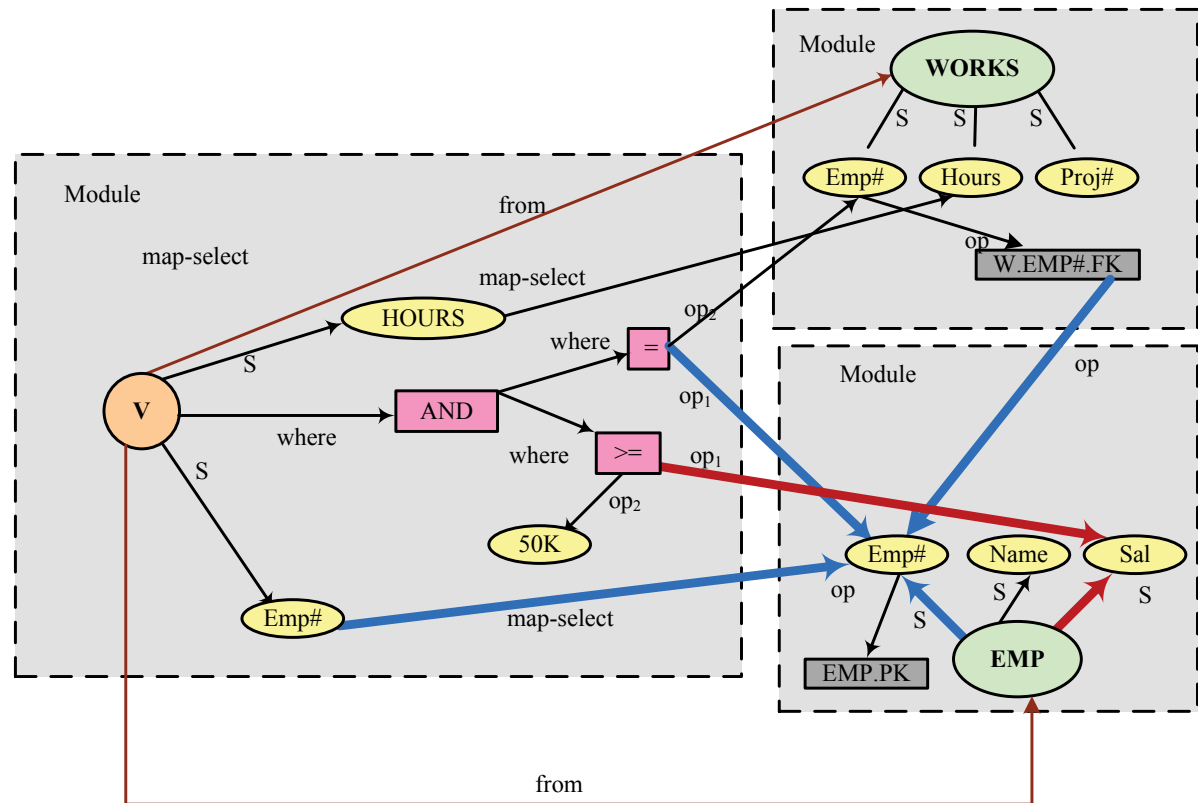 Module
WORKS
S
S
S
Emp#
Hours
Proj#
op
W.EMP#.FK
Module
from
map-select
map-select
HOURS
op₂
where
=
S
op₁
V
AND
where
where
>=
op₁
S
op₂
50K
Emp#
map-select
Module
op
Emp#
Name
Sal
op
S
S
S
EMP.PK
EMP
from